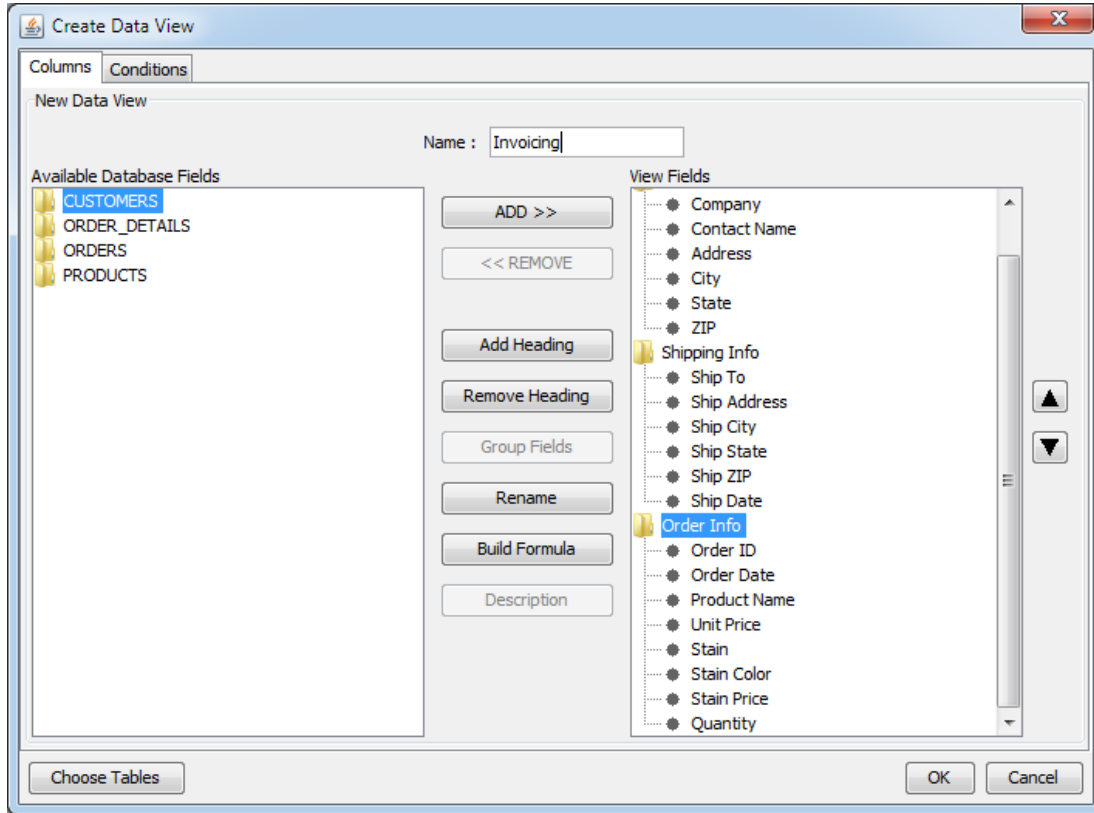 Create Data View
Columns Conditions
New Data View
Name : Invoicing
Available Database Fields
CUSTOMERS
ORDER_DETAILS
ORDERS
PRODUCTS
ADD >>
<< REMOVE
Add Heading
Remove Heading
Group Fields
Rename
Build Formula
Description
View Fields
Company
Contact Name
Address
City
State
ZIP
Shipping Info
Ship To
Ship Address
Ship City
Ship State
Ship ZIP
Ship Date
Order Info
Order ID
Order Date
Product Name
Unit Price
Stain
Stain Color
Stain Price
Quantity
Choose Tables
OK
Cancel